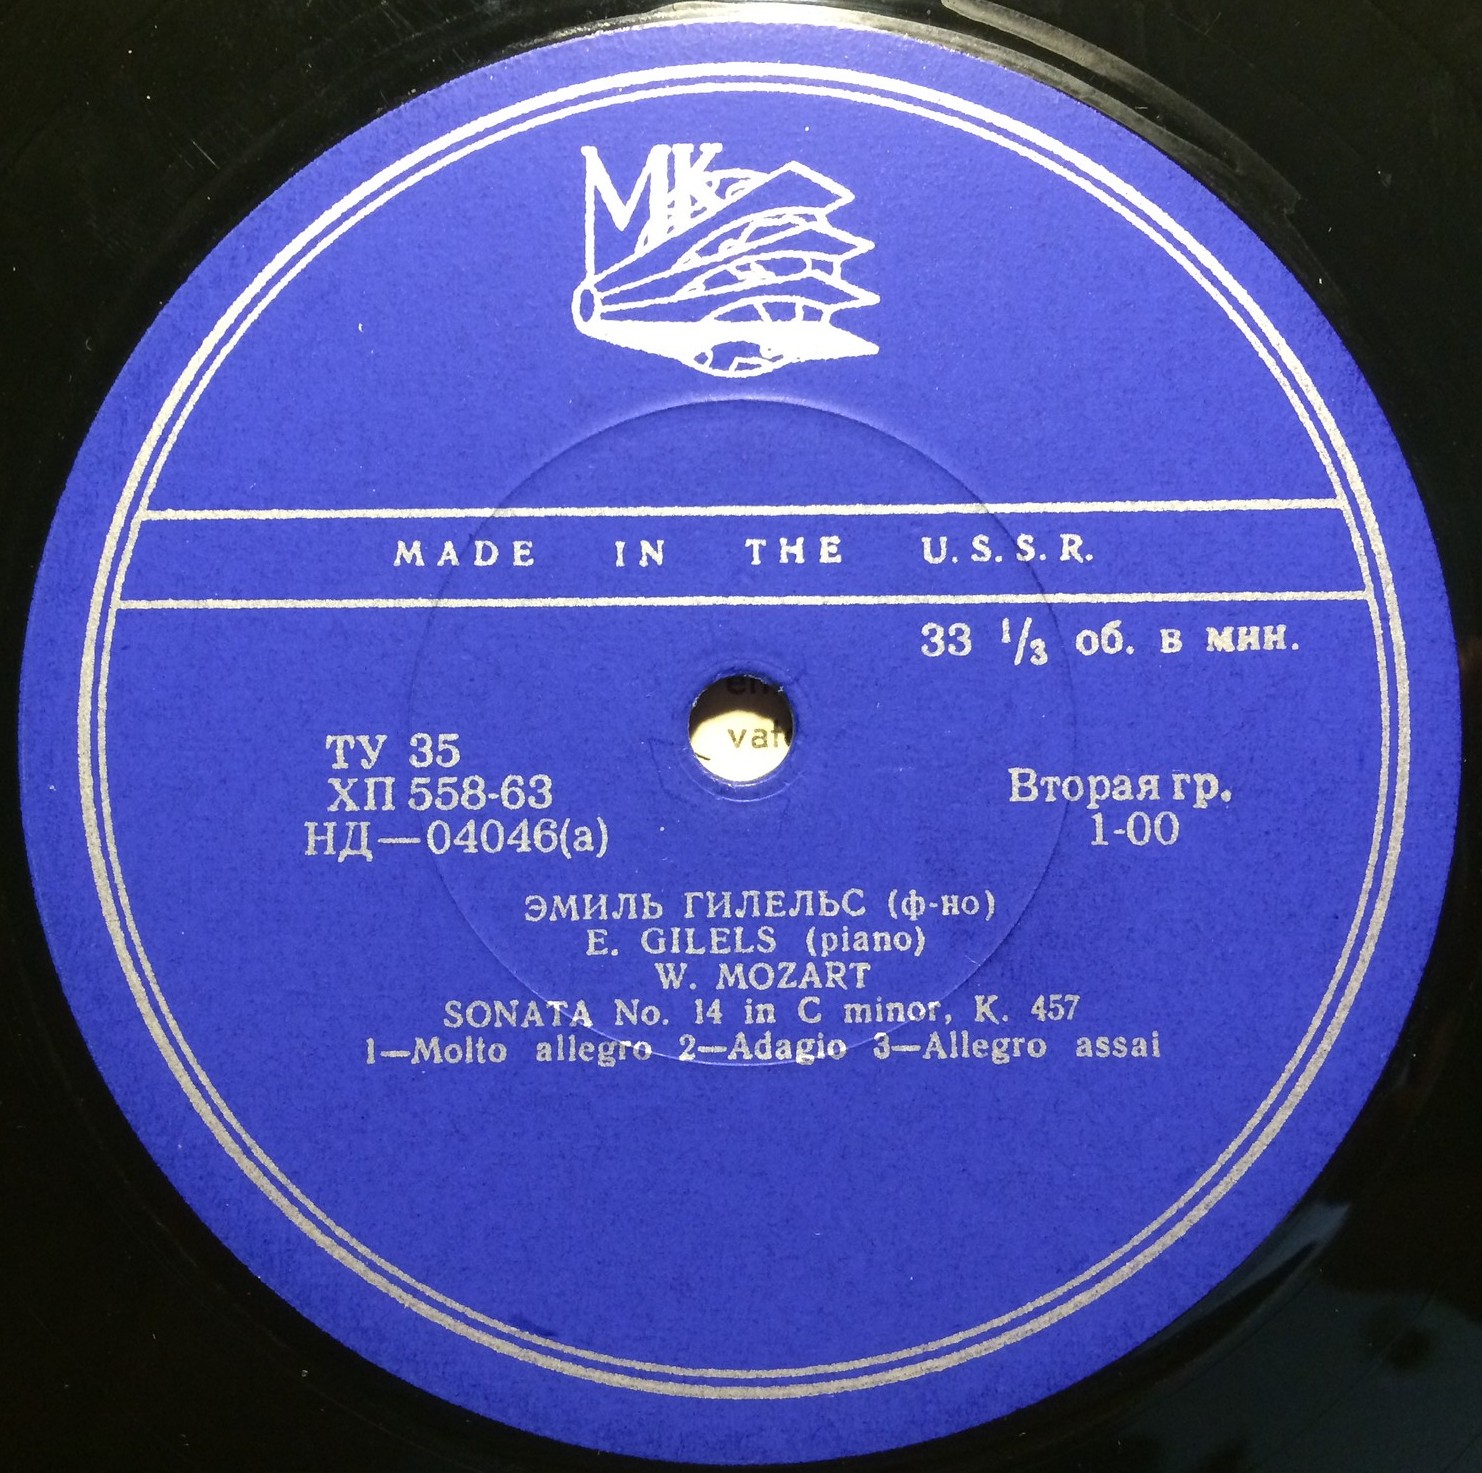 MK
MADE IN THE U.S.S.R.
33 1/3 об. в мин.
ТУ 35
ХП 558-63
НД—04046(а)
Вторая гр.
1-00
ЭМИЛЬ ГИЛЕЛЬС (ф-но)
E. GILELS (piano)
W. MOZART
SONATA No. 14 in C minor, K. 457
1—Molto allegro 2—Adagio 3—Allegro assai